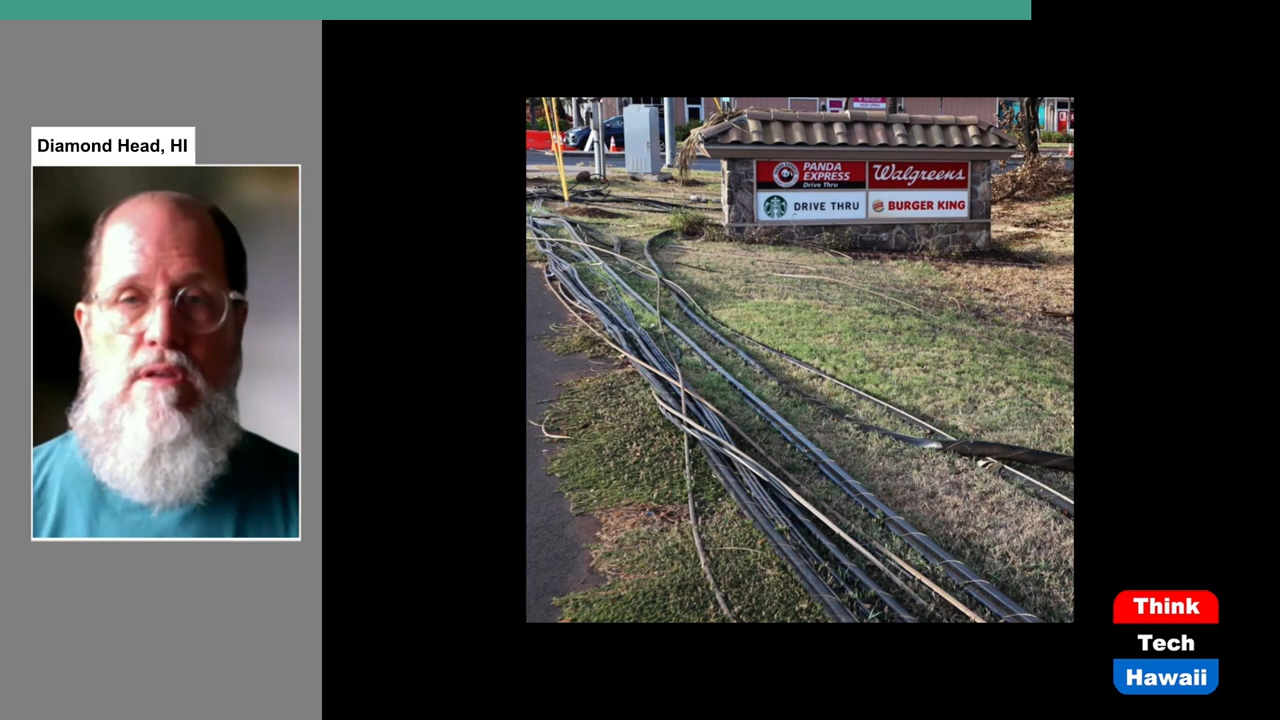 Diamond Head, HI
PANDA
EXPRESS
Drive Thru
Walgreens
DRIVE THRU
BURGER KING
Think
Tech
Hawaii